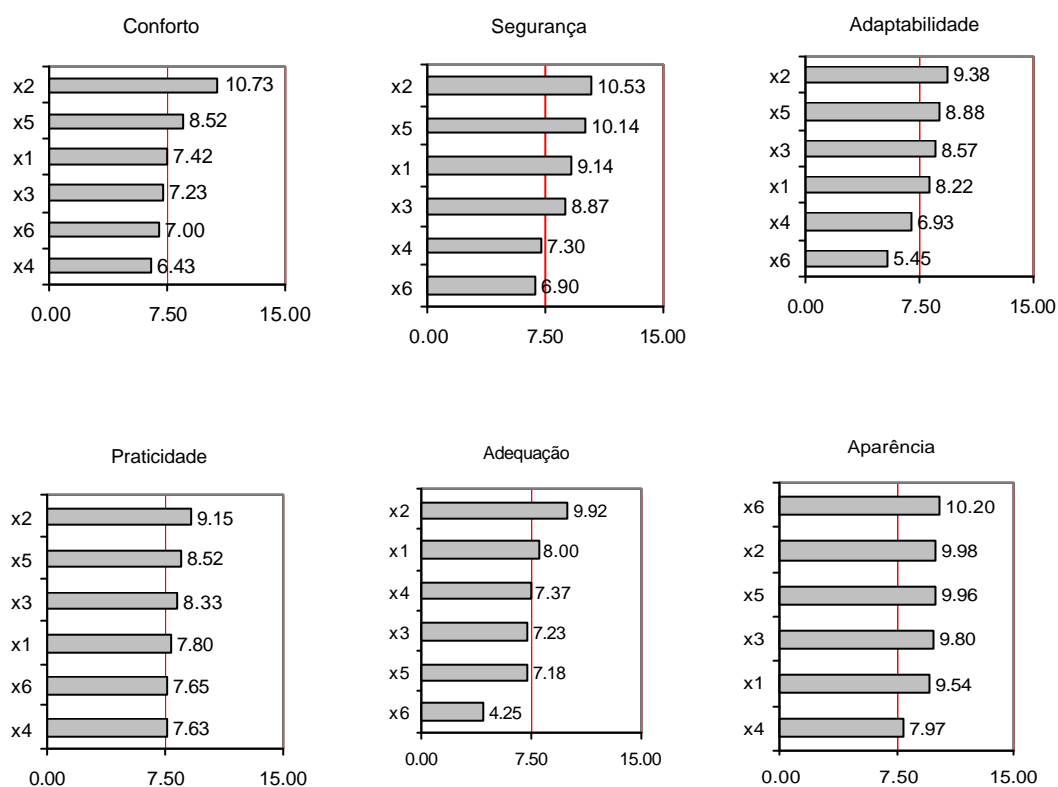 Conforto
x2 10.73
x5 8.52
x1 7.42
x3 7.23
x6 7.00
x4 6.43
0.00 7.50 15.00
Segurança
x2 10.53
x5 10.14
x1 9.14
x3 8.87
x4 7.30
x6 6.90
0.00 7.50 15.00
Adaptabilidade
x2 9.38
x5 8.88
x3 8.57
x1 8.22
x4 6.93
x6 5.45
0.00 7.50 15.00
Praticidade
x2 9.15
x5 8.52
x3 8.33
x1 7.80
x6 7.65
x4 7.63
0.00 7.50 15.00
Adequação
x2 9.92
x1 8.00
x4 7.37
x3 7.23
x5 7.18
x6 4.25
0.00 7.50 15.00
Aparência
x6 10.20
x2 9.98
x5 9.96
x3 9.80
x1 9.54
x4 7.97
0.00 7.50 15.00